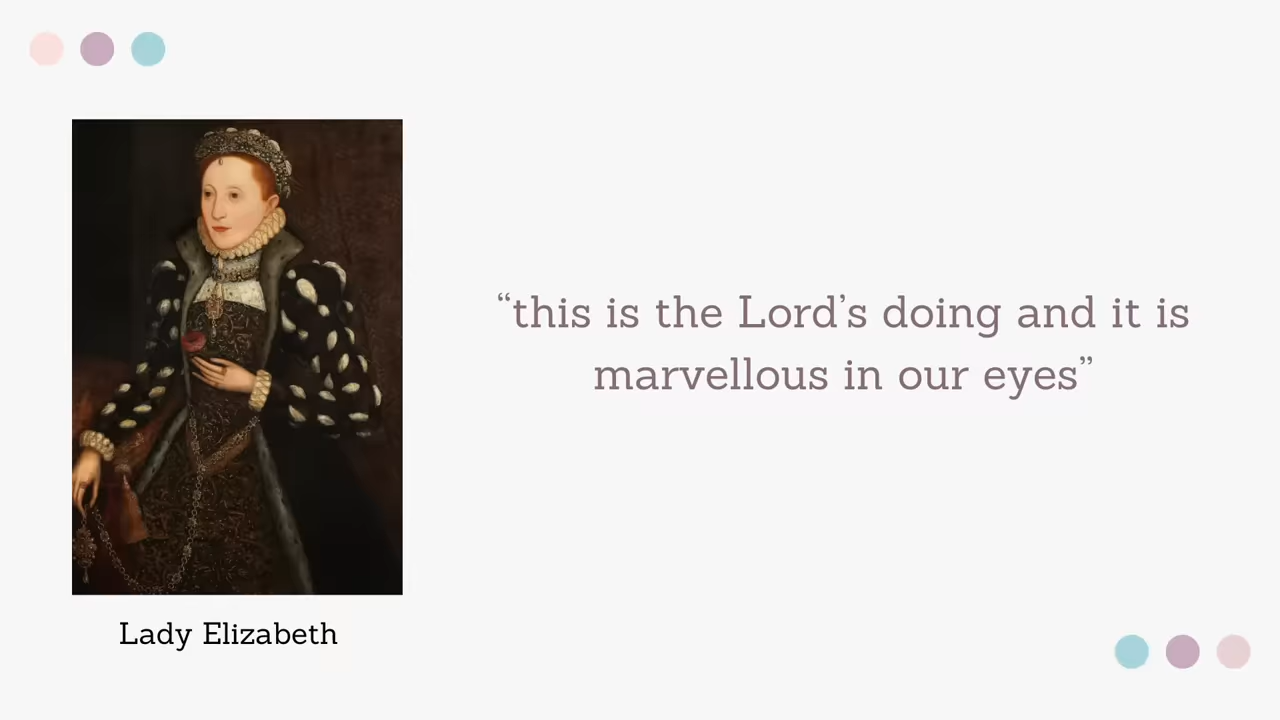 “this is the Lord’s doing and it is
marvellous in our eyes”
Lady Elizabeth